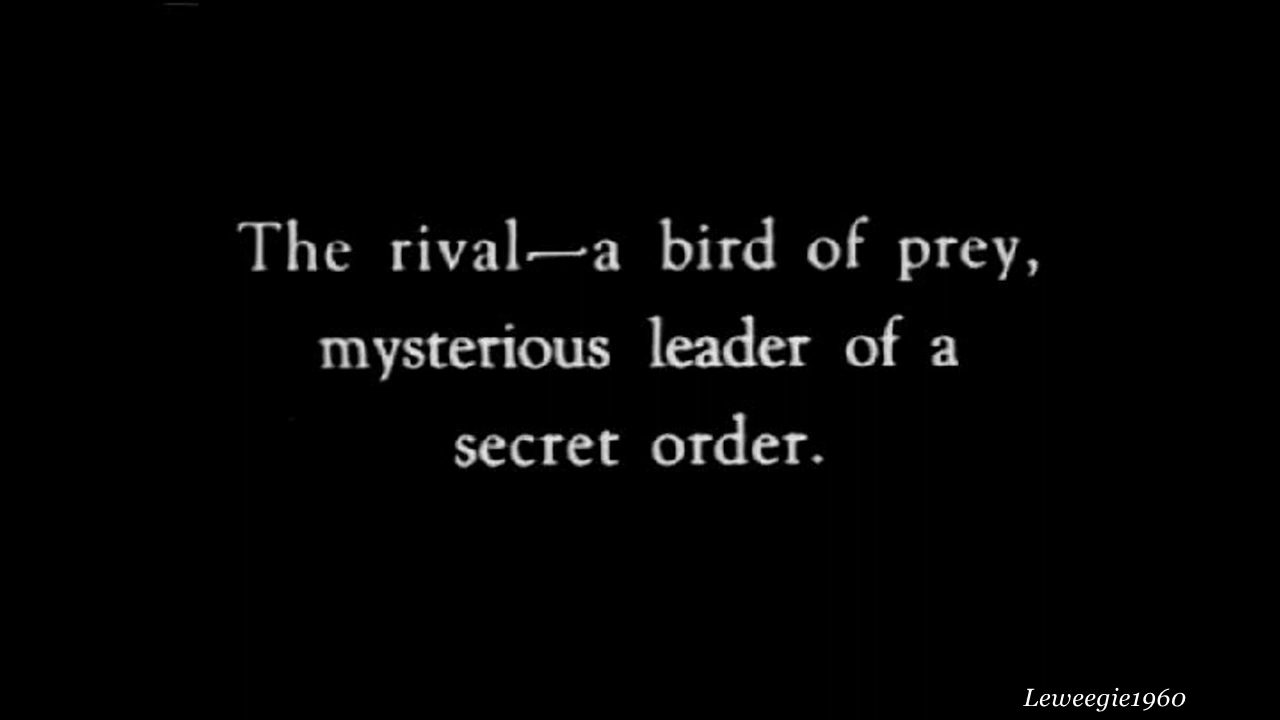 The rival—a bird of prey,
mysterious leader of a
secret order.
Leweegie1960